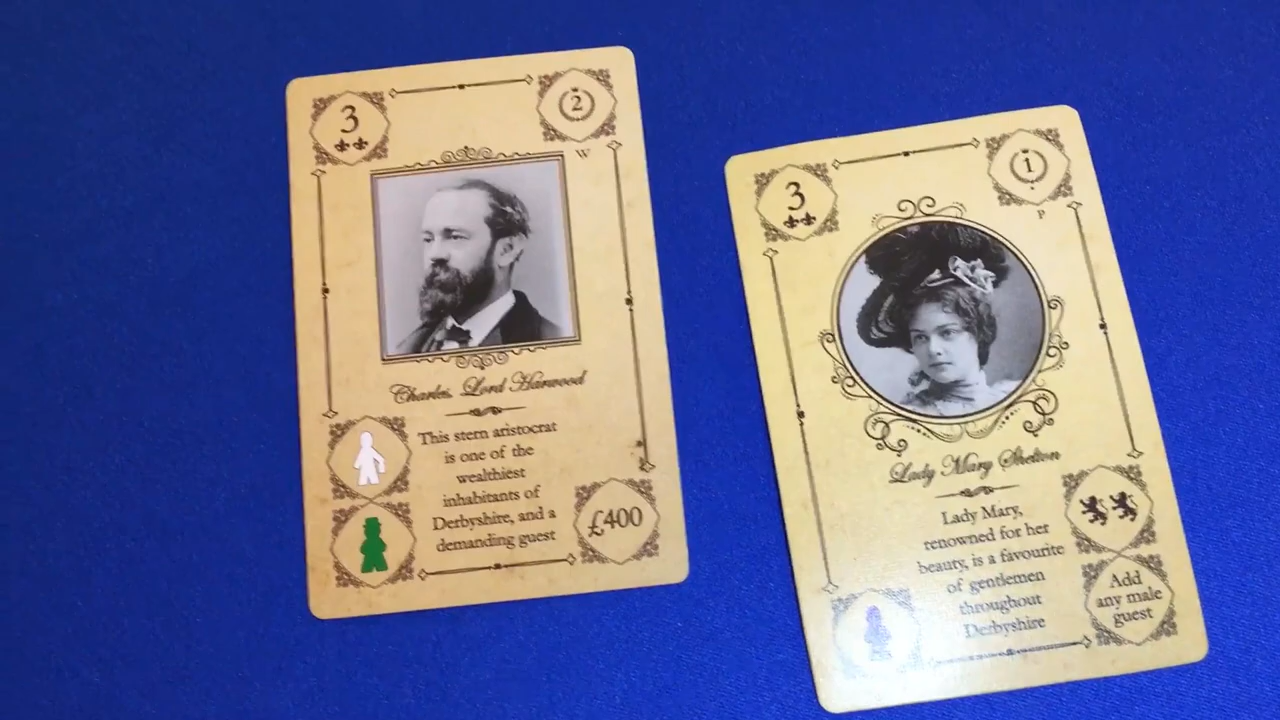 3
2
W
Charles, Lord Harwood
This stern aristocrat
is one of the
wealthiest
inhabitants of
Derbyshire, and a
demanding guest
£400
3
1
P
Lady Mary Shelton
Lady Mary,
renowned for her
beauty, is a favourite
of gentlemen
throughout
Derbyshire
Add
any male
guest